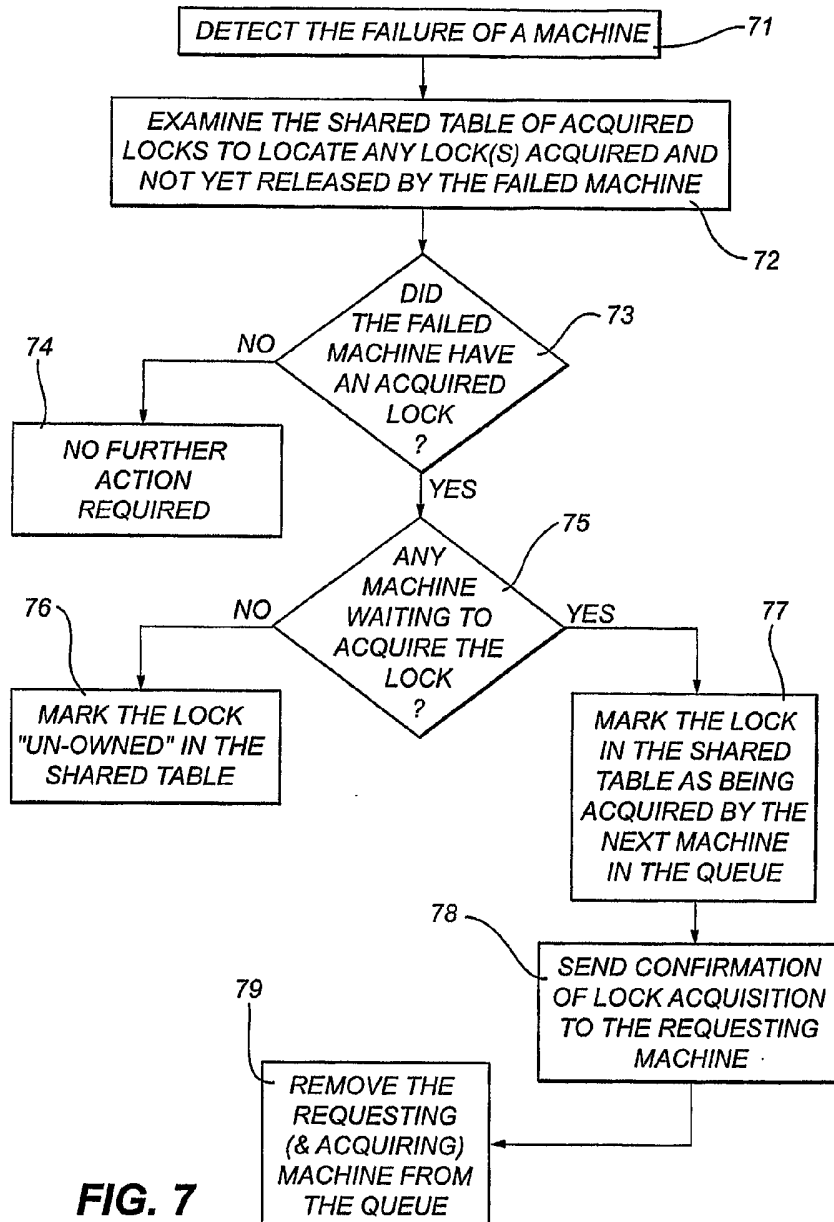 DETECT THE FAILURE OF A MACHINE
71
EXAMINE THE SHARED TABLE OF ACQUIRED
LOCKS TO LOCATE ANY LOCK(S) ACQUIRED AND
NOT YET RELEASED BY THE FAILED MACHINE
72
DID
THE FAILED
MACHINE HAVE
AN ACQUIRED
LOCK
?
73
NO
74
NO FURTHER
ACTION
REQUIRED
YES
ANY
MACHINE
WAITING TO
ACQUIRE THE
LOCK
?
75
NO
76
MARK THE LOCK
"UN-OWNED" IN THE
SHARED TABLE
YES
77
MARK THE LOCK
IN THE SHARED
TABLE AS BEING
ACQUIRED BY THE
NEXT MACHINE
IN THE QUEUE
78
SEND CONFIRMATION
OF LOCK ACQUISITION
TO THE REQUESTING
MACHINE
79
REMOVE THE
REQUESTING
(& ACQUIRING)
MACHINE FROM
THE QUEUE
FIG. 7